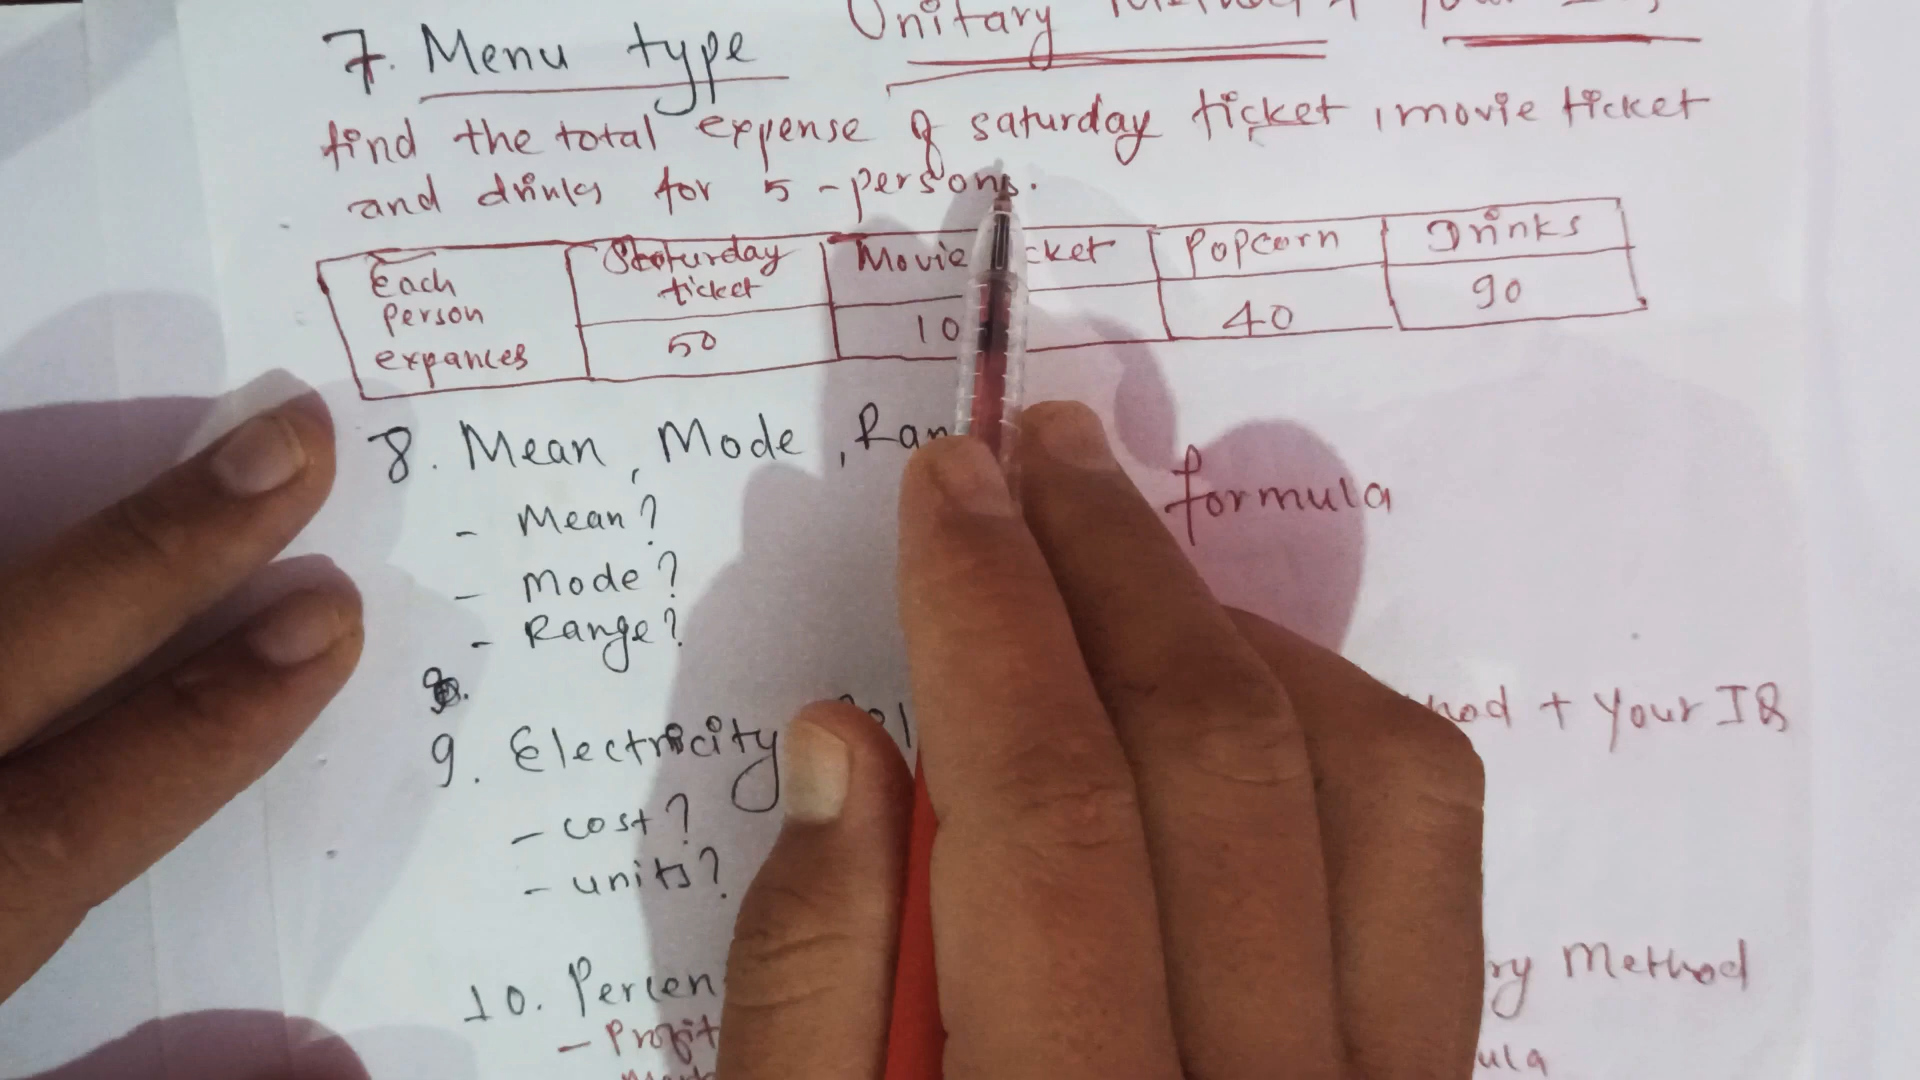 7. Menu type Unitary
find the total expense of saturday ticket, movie ticket
and drinks for 5-persons.
Each person expances
Saturday ticket
Movie
cket
Popcorn
Drinks
50
10
40
90
8. Mean, Mode, Ran
formula
- Mean?
- Mode?
- Range?
9. Electricity
hod + Your IQ
- cost?
- units?
10. Percen
ry Method
- Profit
ula